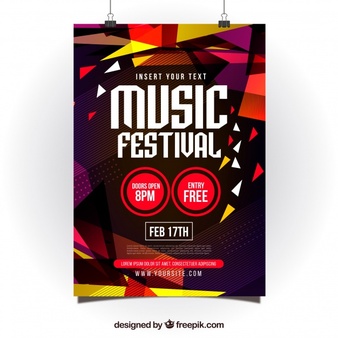 INSERT YOUR TEXT
MUSIC
FESTIVAL
DOORS OPEN
8PM
ENTRY
FREE
FEB 17TH
WWW.YOURSITE.COM
designed by freepik.com